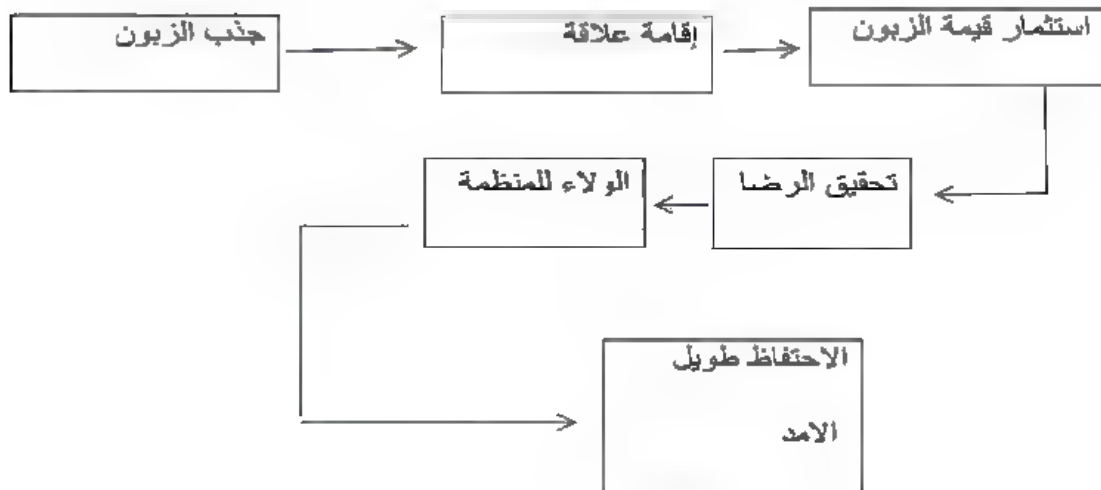 جذب الزبون
إقامة علاقة
استثمار قيمة الزبون
تحقيق الرضا
الولاء للمنظمة
الاحتفاظ طويل
الامد